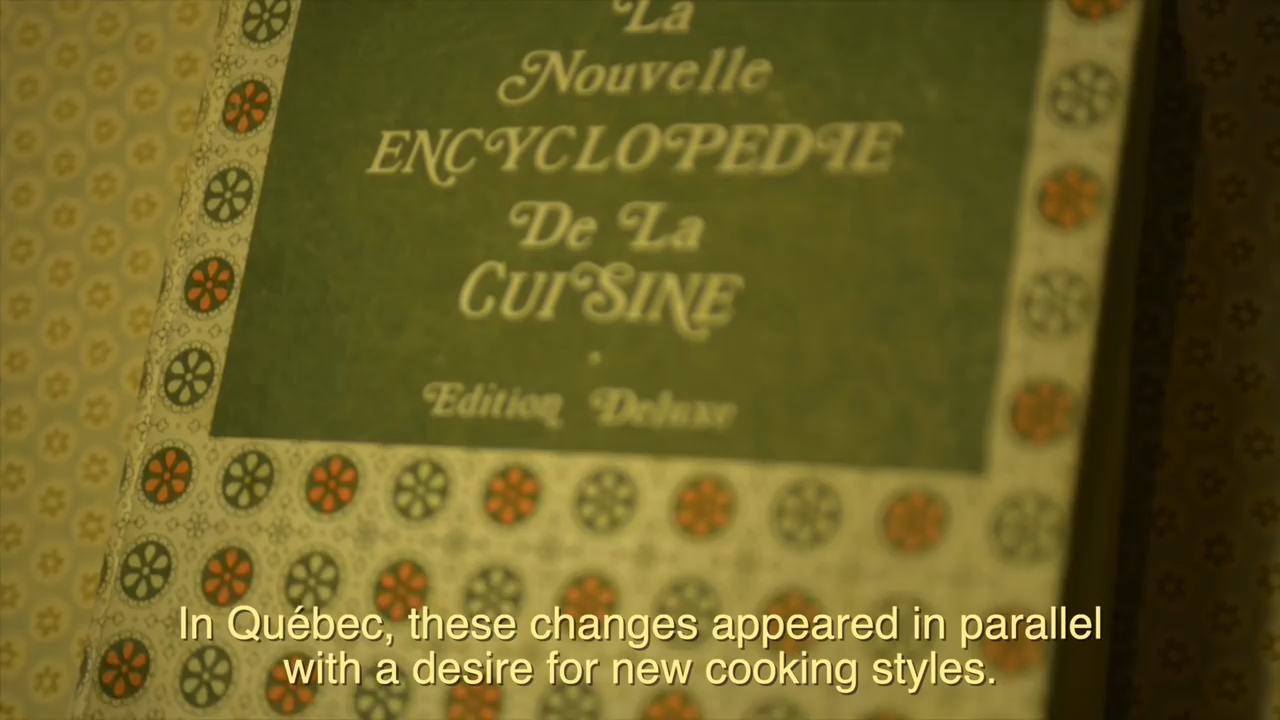 La
Nouvelle
ENCYCLOPEDIE
De La
CUISINE
Edition Deluxe
In Québec, these changes appeared in parallel
with a desire for new cooking styles.